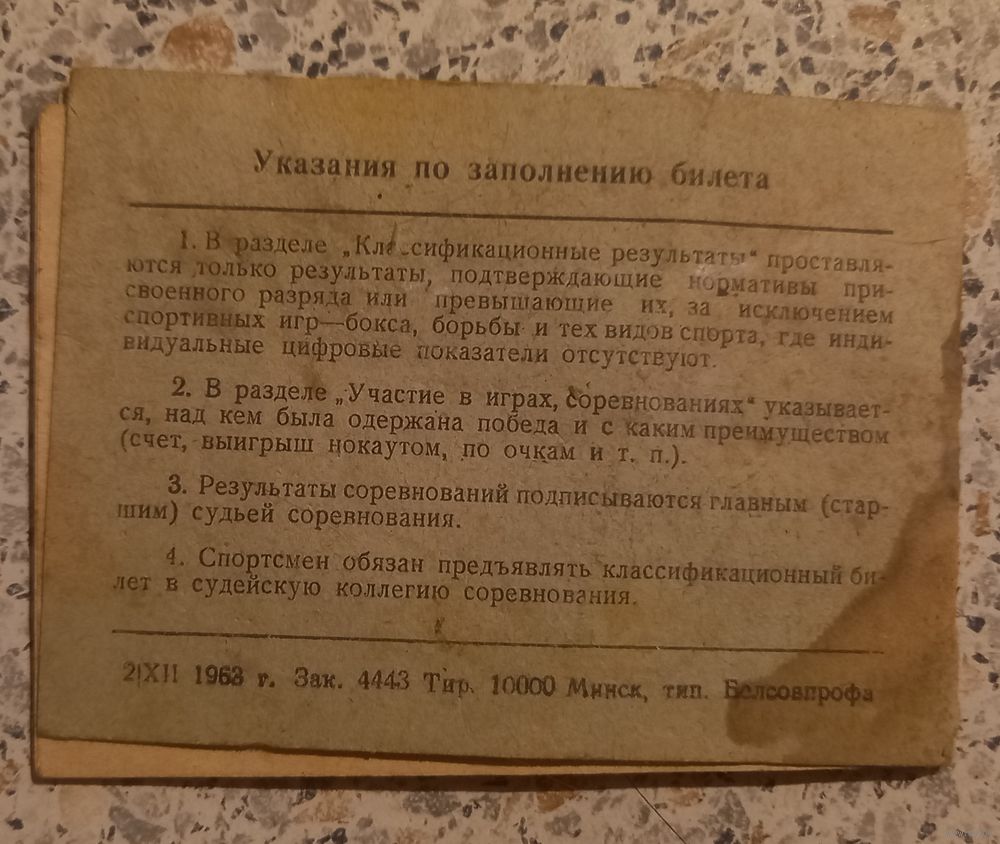 Указания по заполнению билета
1. В разделе „Классификационные результаты“ проставля-
ются только результаты, подтверждающие нормативы при-
своенного разряда или превышающие их, за исключением
спортивных игр—бокса, борьбы и тех видов спорта, где инди-
видуальные цифровые показатели отсутствуют.
2. В разделе „Участие в играх, соревнованиях“ указывает-
ся, над кем была одержана победа и с каким преимуществом
(счет, выигрыш нокаутом, по очкам и т. п.).
3. Результаты соревнований подписываются главным (стар-
шим) судьей соревнования.
4. Спортсмен обязан предъявлять классификационный би-
лет в судейскую коллегию соревнования.
2|XII 1963 г. Зак. 4443 Тир. 10000 Минск, тип. Белсовпрофа